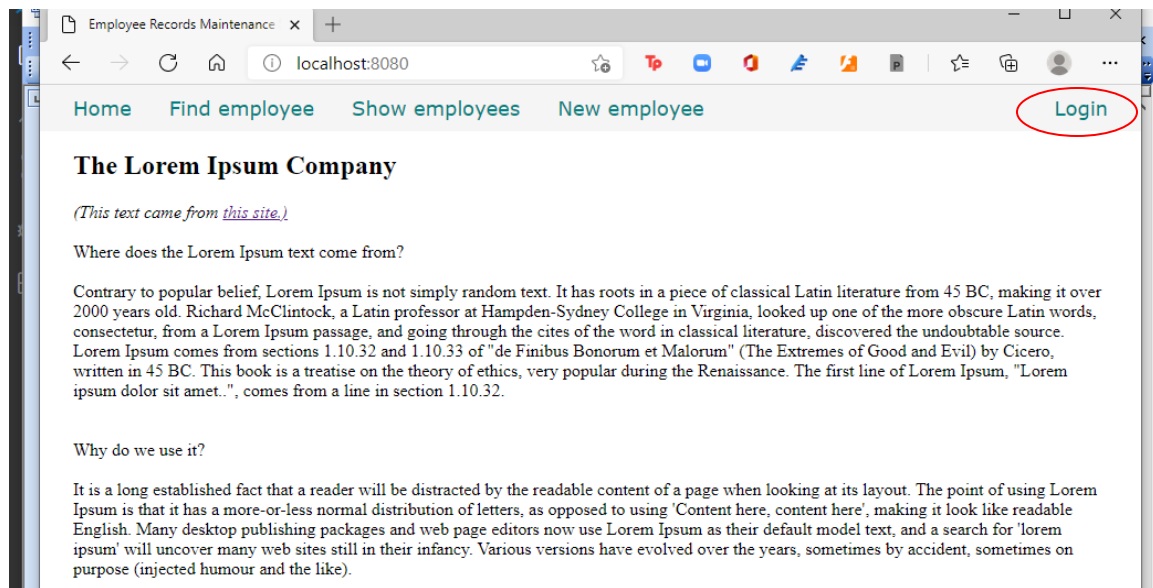 Employee Records Maintenance
localhost:8080
Home Find employee Show employees New employee Login
The Lorem Ipsum Company
(This text came from this site.)
Where does the Lorem Ipsum text come from?
Contrary to popular belief, Lorem Ipsum is not simply random text. It has roots in a piece of classical Latin literature from 45 BC, making it over
2000 years old. Richard McClintock, a Latin professor at Hampden-Sydney College in Virginia, looked up one of the more obscure Latin words,
consectetur, from a Lorem Ipsum passage, and going through the cites of the word in classical literature, discovered the undoubtable source.
Lorem Ipsum comes from sections 1.10.32 and 1.10.33 of "de Finibus Bonorum et Malorum" (The Extremes of Good and Evil) by Cicero,
written in 45 BC. This book is a treatise on the theory of ethics, very popular during the Renaissance. The first line of Lorem Ipsum, "Lorem
ipsum dolor sit amet..", comes from a line in section 1.10.32.
Why do we use it?
It is a long established fact that a reader will be distracted by the readable content of a page when looking at its layout. The point of using Lorem
Ipsum is that it has a more-or-less normal distribution of letters, as opposed to using 'Content here, content here', making it look like readable
English. Many desktop publishing packages and web page editors now use Lorem Ipsum as their default model text, and a search for 'lorem
ipsum' will uncover many web sites still in their infancy. Various versions have evolved over the years, sometimes by accident, sometimes on
purpose (injected humour and the like).